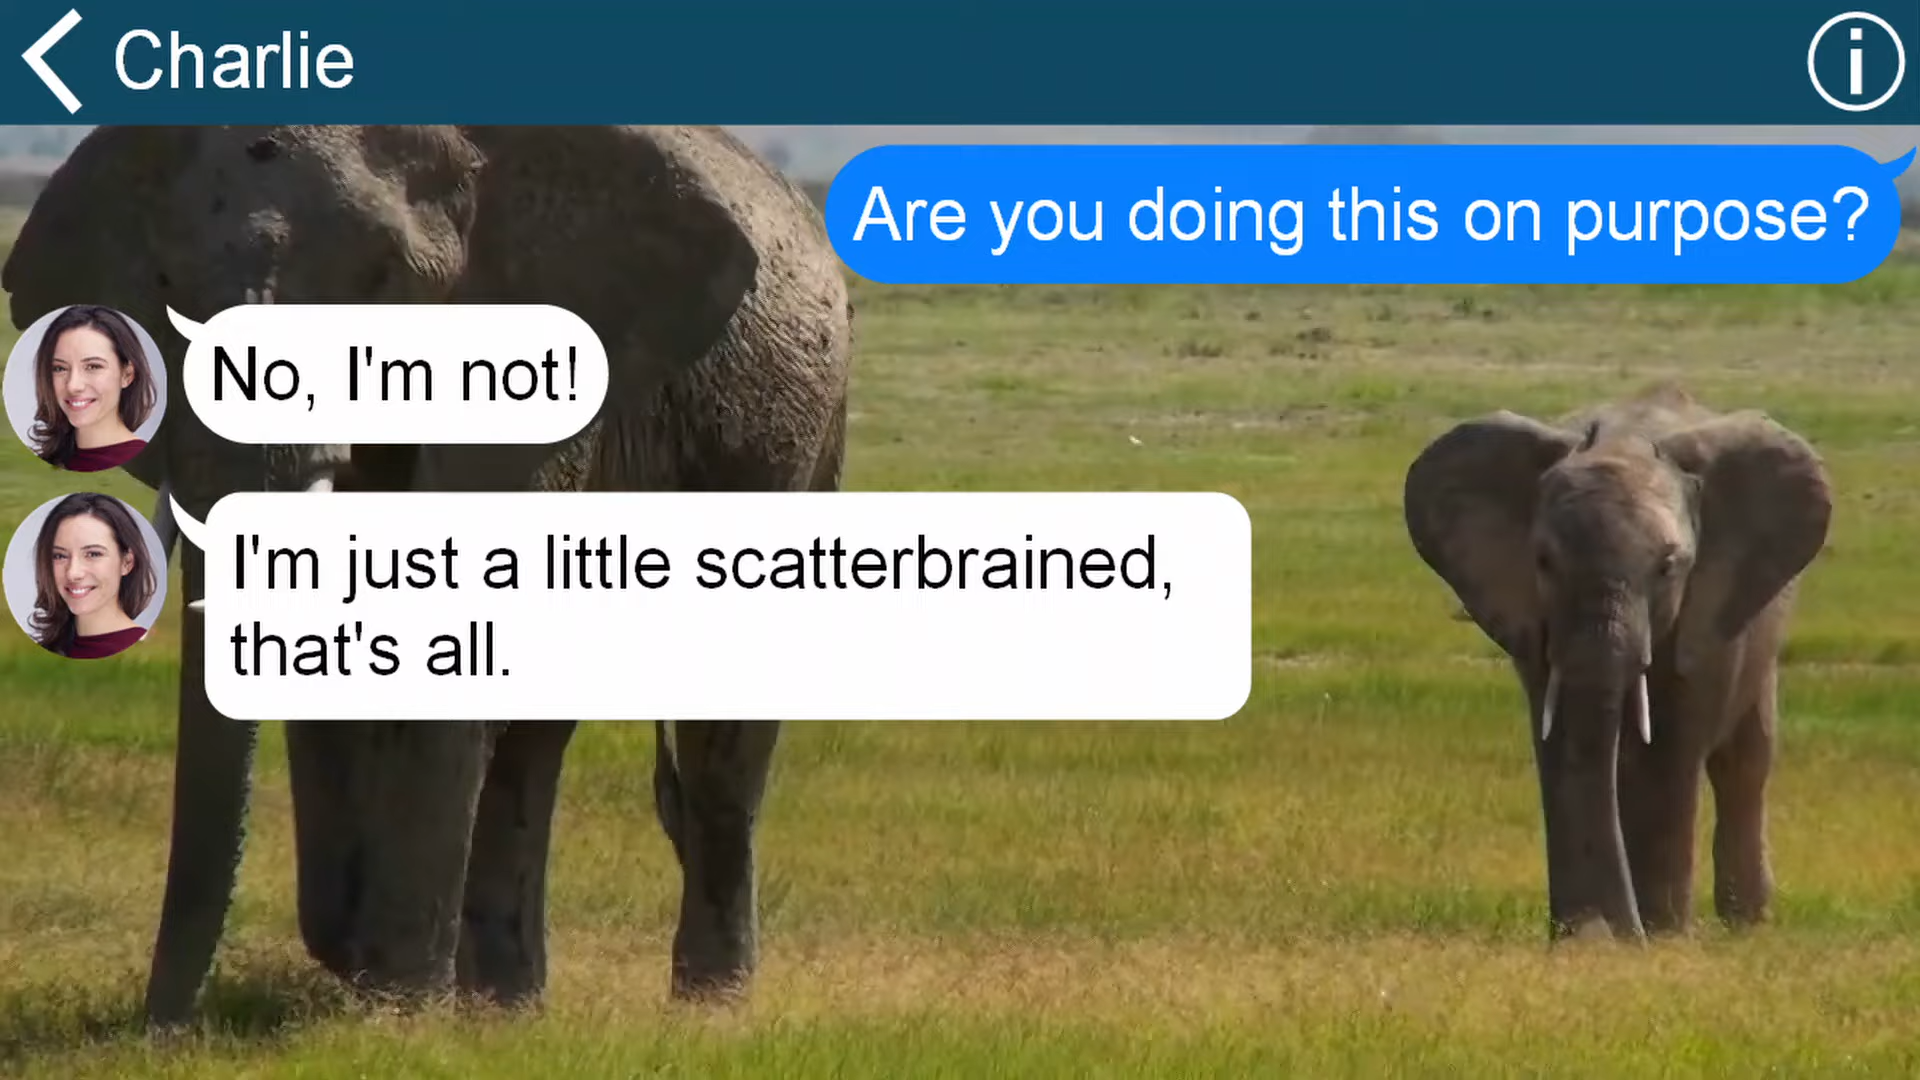 Charlie
Are you doing this on purpose?
No, I'm not!
I'm just a little scatterbrained,
that's all.